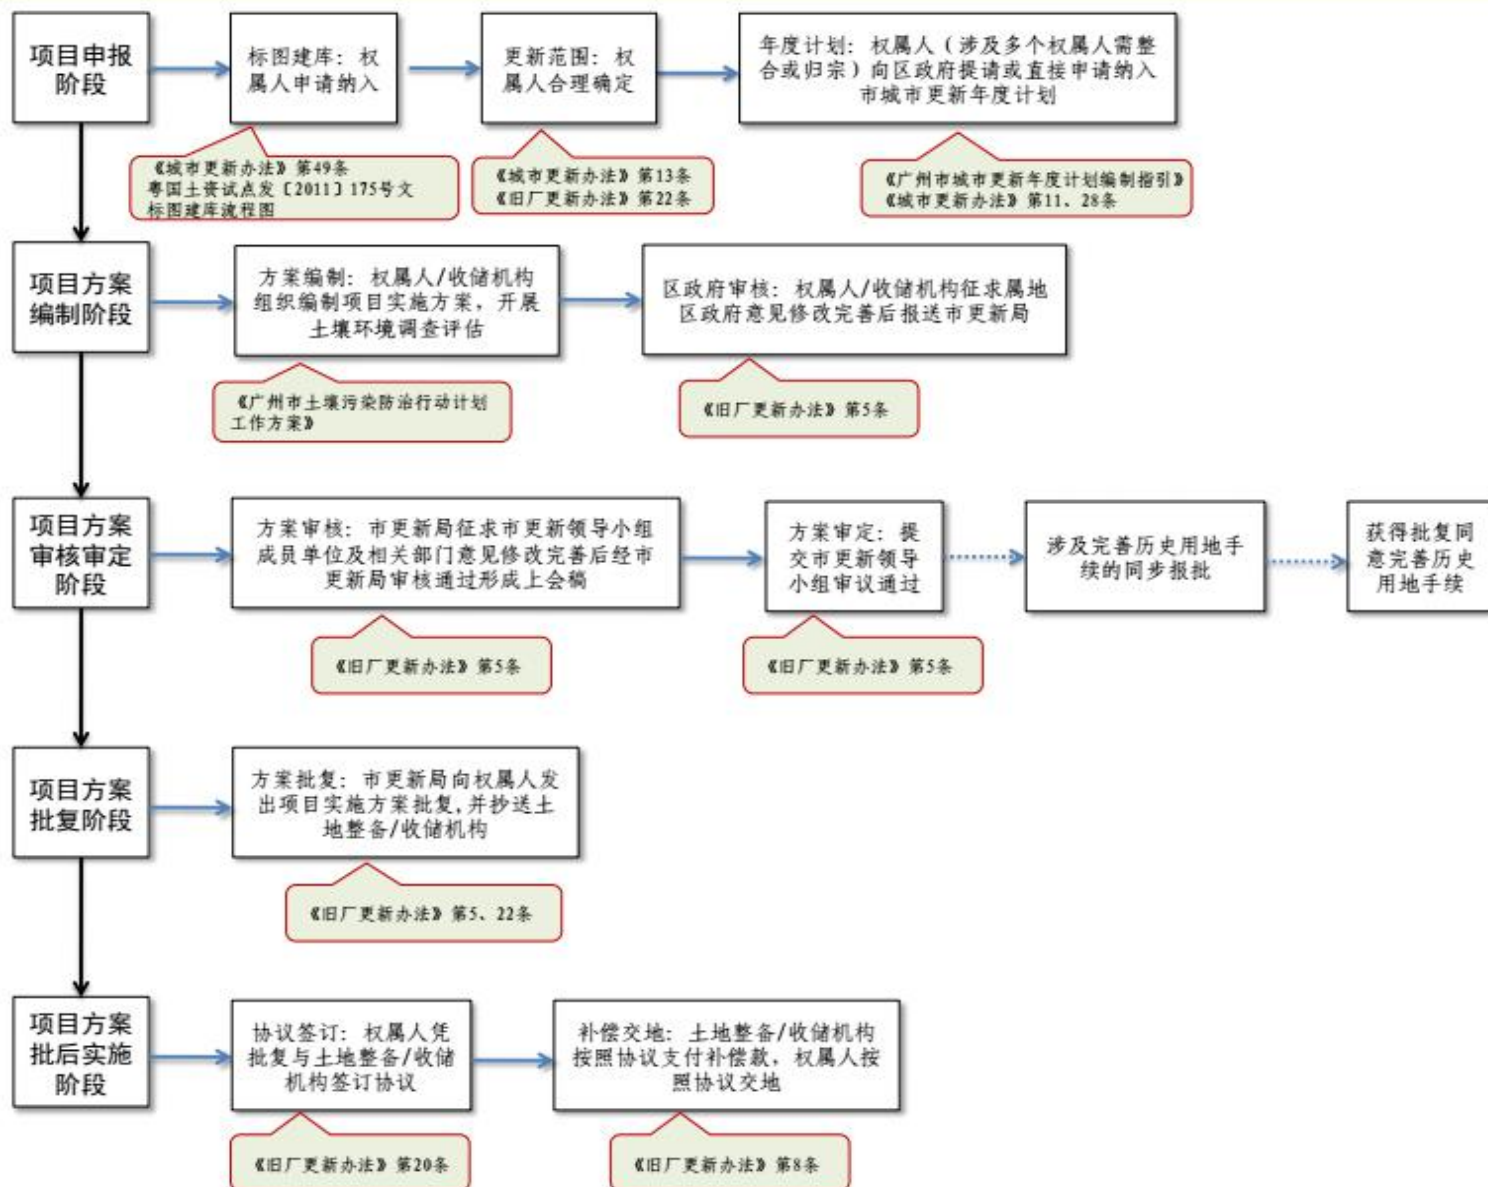 项目申报
阶段
标图建库：权
属人申请纳入
更新范围：权
属人合理确定
年度计划：权属人（涉及多个权属人需整
合或归宗）向区政府提请或直接申请纳入
市城市更新年度计划
《城市更新办法》第49条
粤国土资试点发〔2011〕175号文
标图建库流程图
《城市更新办法》第13条
《旧厂更新办法》第22条
《广州市城市更新年度计划编制指引》
《城市更新办法》第11、28条
项目方案
编制阶段
方案编制：权属人/收储机构
组织编制项目实施方案，开展
土壤环境调查评估
区政府审核：权属人/收储机构征求属地
区政府意见修改完善后报送市更新局
《广州市土壤污染防治行动计划
工作方案》
《旧厂更新办法》第5条
项目方案
审核审定
阶段
方案审核：市更新局征求市更新领导小组
成员单位及相关部门意见修改完善后经市
更新局审核通过形成上会稿
方案审定：提
交市更新领导
小组审议通过
涉及完善历史用地手
续的同步报批
获得批复同
意完善历史
用地手续
《旧厂更新办法》第5条
《旧厂更新办法》第5条
项目方案
批复阶段
方案批复：市更新局向权属人发
出项目实施方案批复,并抄送土
地整备/收储机构
《旧厂更新办法》第5、22条
项目方案
批后实施
阶段
协议签订：权属人凭
批复与土地整备/收储
机构签订协议
补偿交地：土地整备/收储机构
按照协议支付补偿款，权属人按
照协议交地
《旧厂更新办法》第20条
《旧厂更新办法》第8条